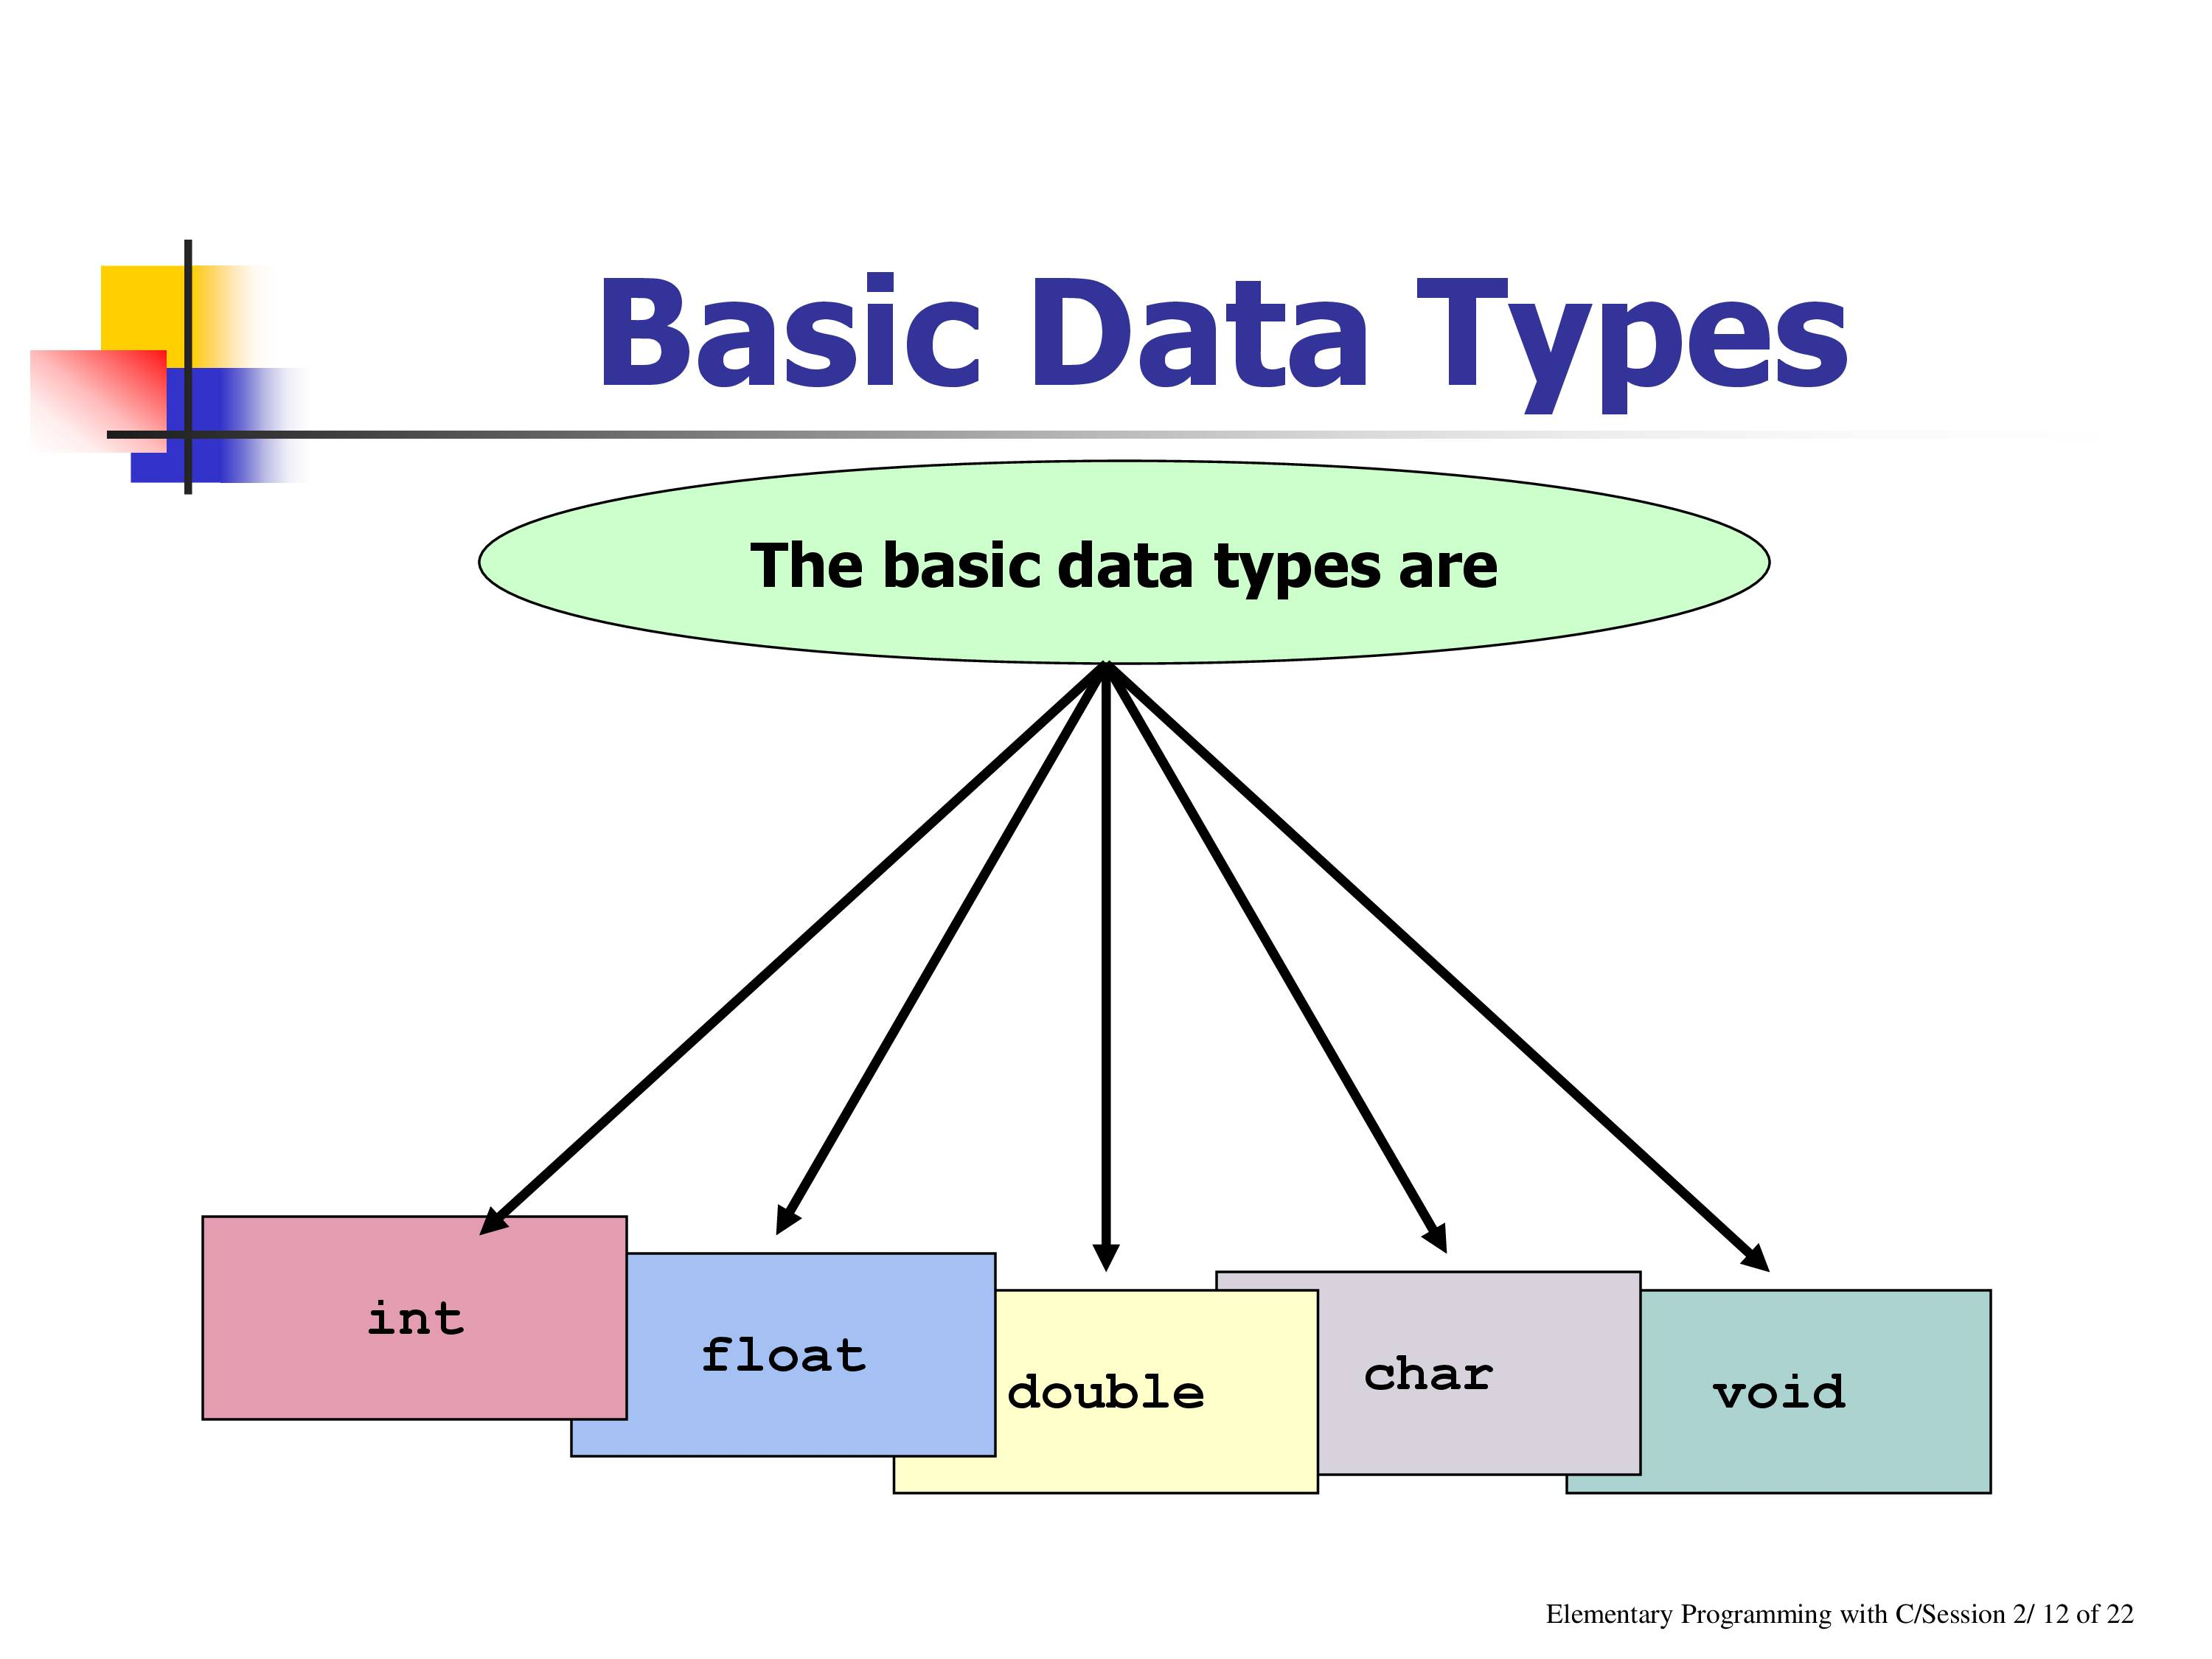 Basic Data Types
The basic data types are
int
float
double
char
void
Elementary Programming with C/Session 2/ 12 of 22